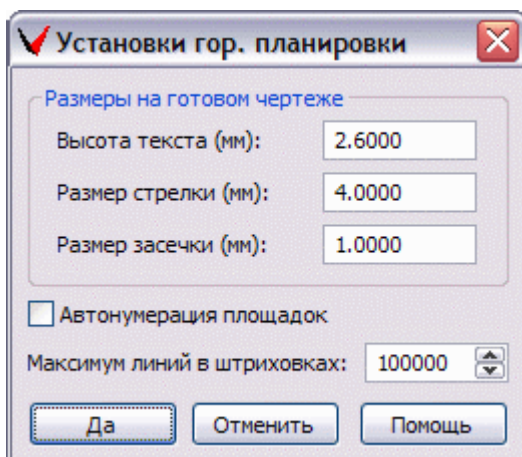 Установки гор. планировки
Размеры на готовом чертеже
Высота текста (мм): 2.6000
Размер стрелки (мм): 4.0000
Размер засечки (мм): 1.0000
Автонумерация площадок
Максимум линий в штриховках: 100000
Да Отменить Помощь